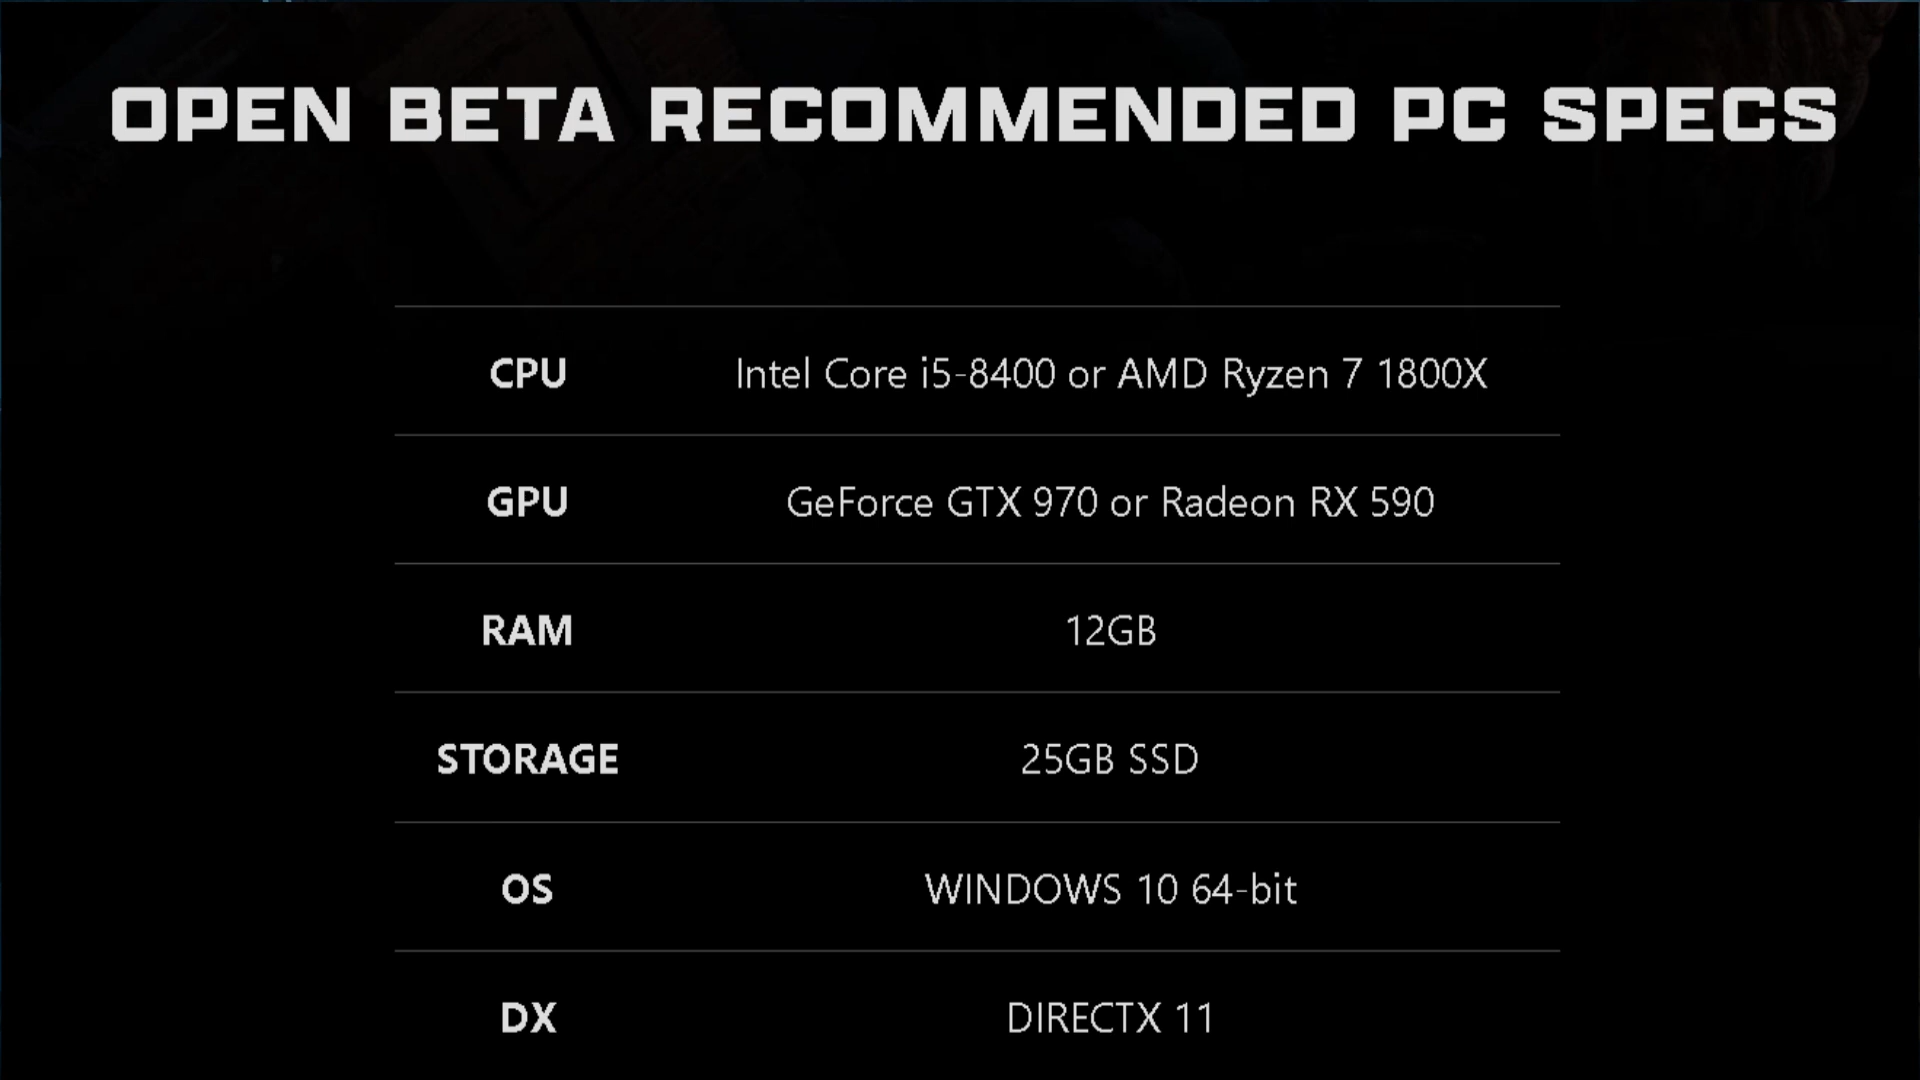 OPEN BETA RECOMMENDED PC SPECS
CPU Intel Core i5-8400 or AMD Ryzen 7 1800X
GPU GeForce GTX 970 or Radeon RX 590
RAM 12GB
STORAGE 25GB SSD
OS WINDOWS 10 64-bit
DX DIRECTX 11